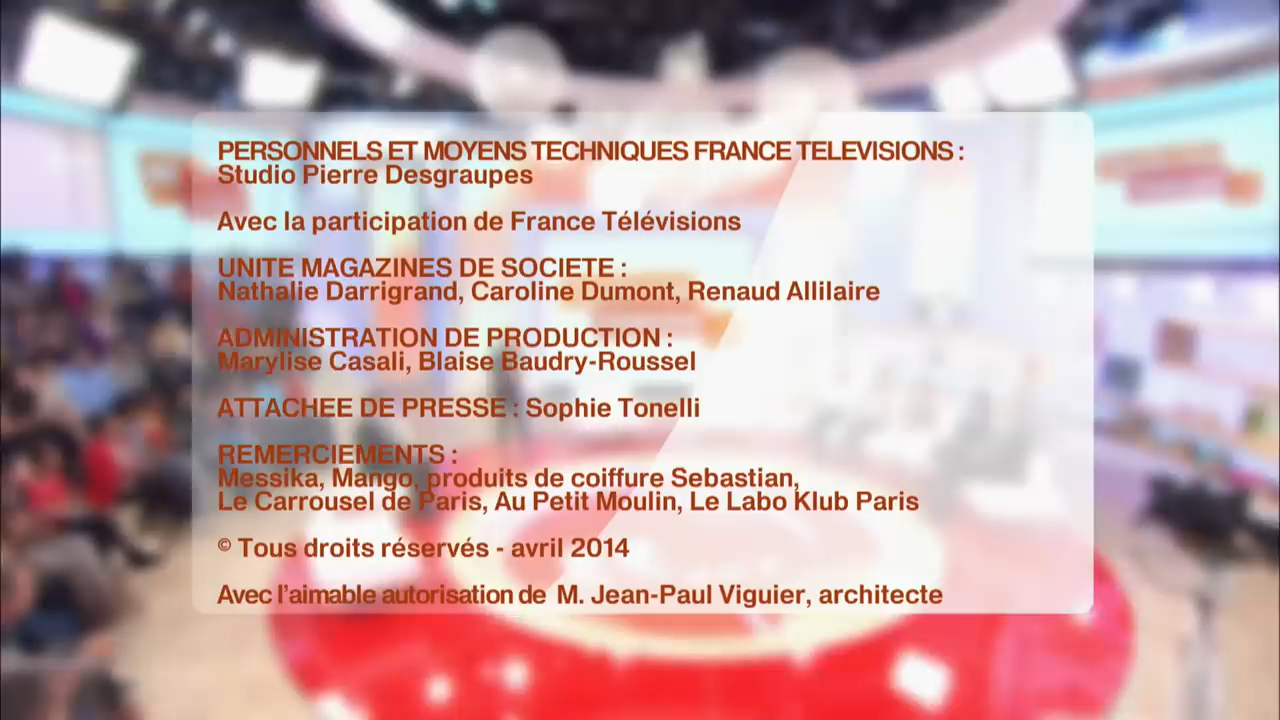 PERSONNELS ET MOYENS TECHNIQUES FRANCE TELEVISIONS :
Studio Pierre Desgraupes
Avec la participation de France Télévisions
UNITE MAGAZINES DE SOCIETE :
Nathalie Darrigrand, Caroline Dumont, Renaud Allilaire
ADMINISTRATION DE PRODUCTION :
Marylise Casali, Blaise Baudry-Roussel
ATTACHEE DE PRESSE : Sophie Tonelli
REMERCIEMENTS :
Messika, Mango, produits de coiffure Sebastian,
Le Carrousel de Paris, Au Petit Moulin, Le Labo Klub Paris
© Tous droits réservés - avril 2014
Avec l'aimable autorisation de M. Jean-Paul Viguier, architecte